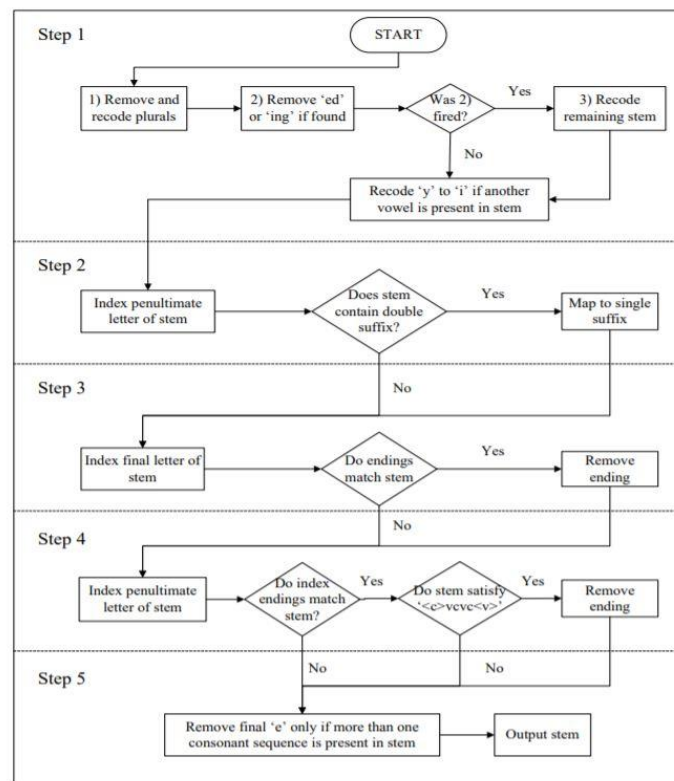 Step 1
START
1) Remove and
recode plurals
2) Remove ‘ed’
or ‘ing’ if found
Was 2)
fired?
Yes
3) Recode
remaining stem
No
Recode ‘y’ to ‘i’ if another
vowel is present in stem
Step 2
Index penultimate
letter of stem
Does stem
contain double
suffix?
Yes
Map to single
suffix
No
Step 3
Index final letter of
stem
Do endings
match stem
Yes
Remove
ending
No
Step 4
Index penultimate
letter of stem
Do index
endings match
stem?
Yes
Do stem satisfy
‘<c>vcvc<v>’
Yes
Remove
ending
No
No
Step 5
Remove final ‘e’ only if more than one
consonant sequence is present in stem
Output stem